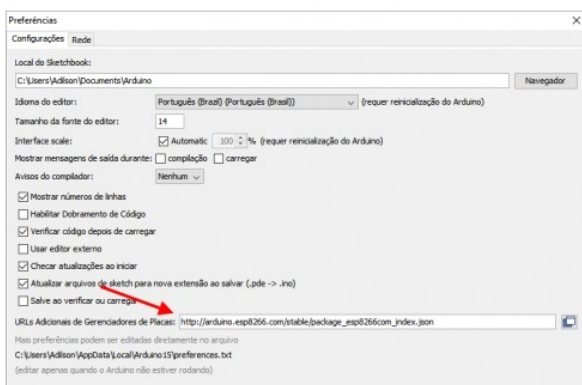 Preferências
Configurações Rede
Local do Sketchbook:
C:\Users\Adilson\Documents\Arduino Navegador
Idioma do editor: Português (Brazil) (Português (Brasil)) (requer reinicialização do Arduino)
Tamanho da fonte do editor: 14
Interface scale: Automatic 100 % (requer reinicialização do Arduino)
Mostrar mensagens de saída durante: compilação carregar
Avisos do compilador: Nenhum
Mostrar números de linhas
Habilitar Dobramento de Código
Verificar código depois de carregar
Usar editor externo
Checar atualizações ao iniciar
Atualizar arquivos de sketch para nova extensão ao salvar (.pde -> .ino)
Salve ao verificar ou carregar
URLs Adicionais de Gerenciadores de Placas: http://arduino.esp8266.com/stable/package_esp8266com_index.json
Mais preferências podem ser editadas diretamente no arquivo
C:\Users\Adilson\AppData\Local\Arduino15\preferences.txt
(editar apenas quando o Arduino não estiver rodando)